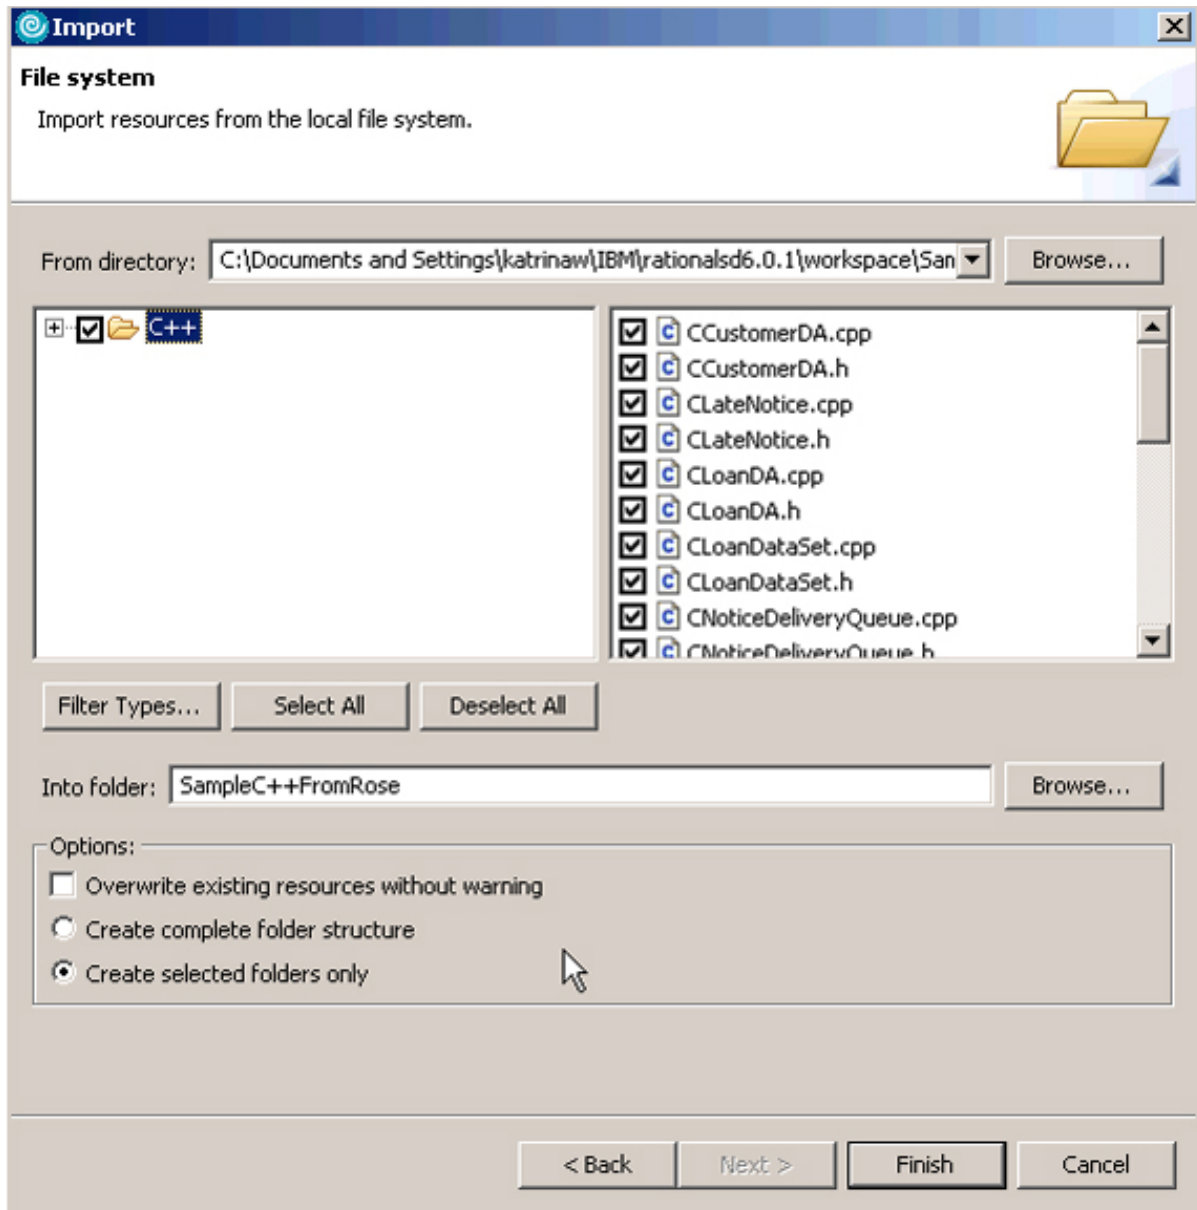 Import
File system
Import resources from the local file system.
From directory: C:\Documents and Settings\katrinaw\IBM\rationalsd6.0.1\workspace\San Browse...
C++
CCustomerDA.cpp
CCustomerDA.h
CLateNotice.cpp
CLateNotice.h
CLoanDA.cpp
CLoanDA.h
CLoanDataSet.cpp
CLoanDataSet.h
CNoticeDeliveryQueue.cpp
CNoticeDeliveryQueue.h
Filter Types... Select All Deselect All
Into folder: SampleC++FromRose Browse...
Options:
Overwrite existing resources without warning
Create complete folder structure
Create selected folders only
< Back Next > Finish Cancel